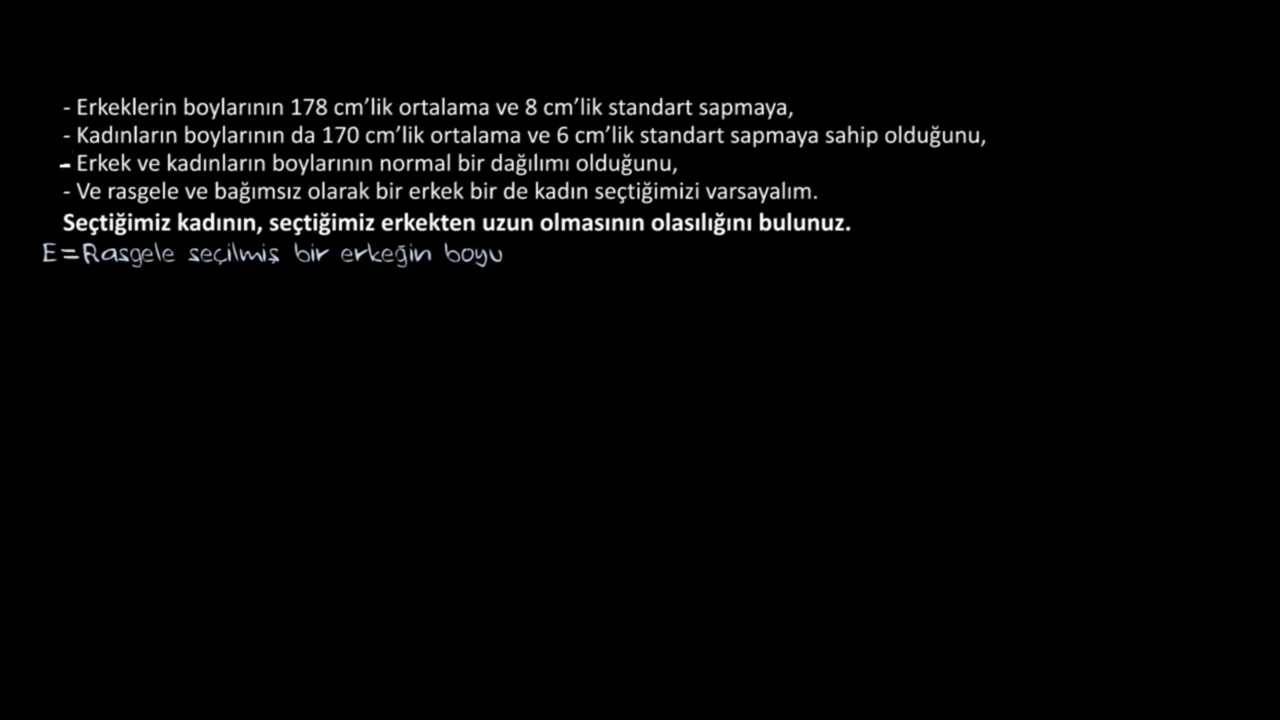 - Erkeklerin boylarının 178 cm’lik ortalama ve 8 cm’lik standart sapmaya,
- Kadınların boylarının da 170 cm’lik ortalama ve 6 cm’lik standart sapmaya sahip olduğunu,
- Erkek ve kadınların boylarının normal bir dağılımı olduğunu,
- Ve rasgele ve bağımsız olarak bir erkek bir de kadın seçtiğimizi varsayalım.
Seçtiğimiz kadının, seçtiğimiz erkekten uzun olmasının olasılığını bulunuz.
E=Rasgele seçilmiş bir erkeğin boyu